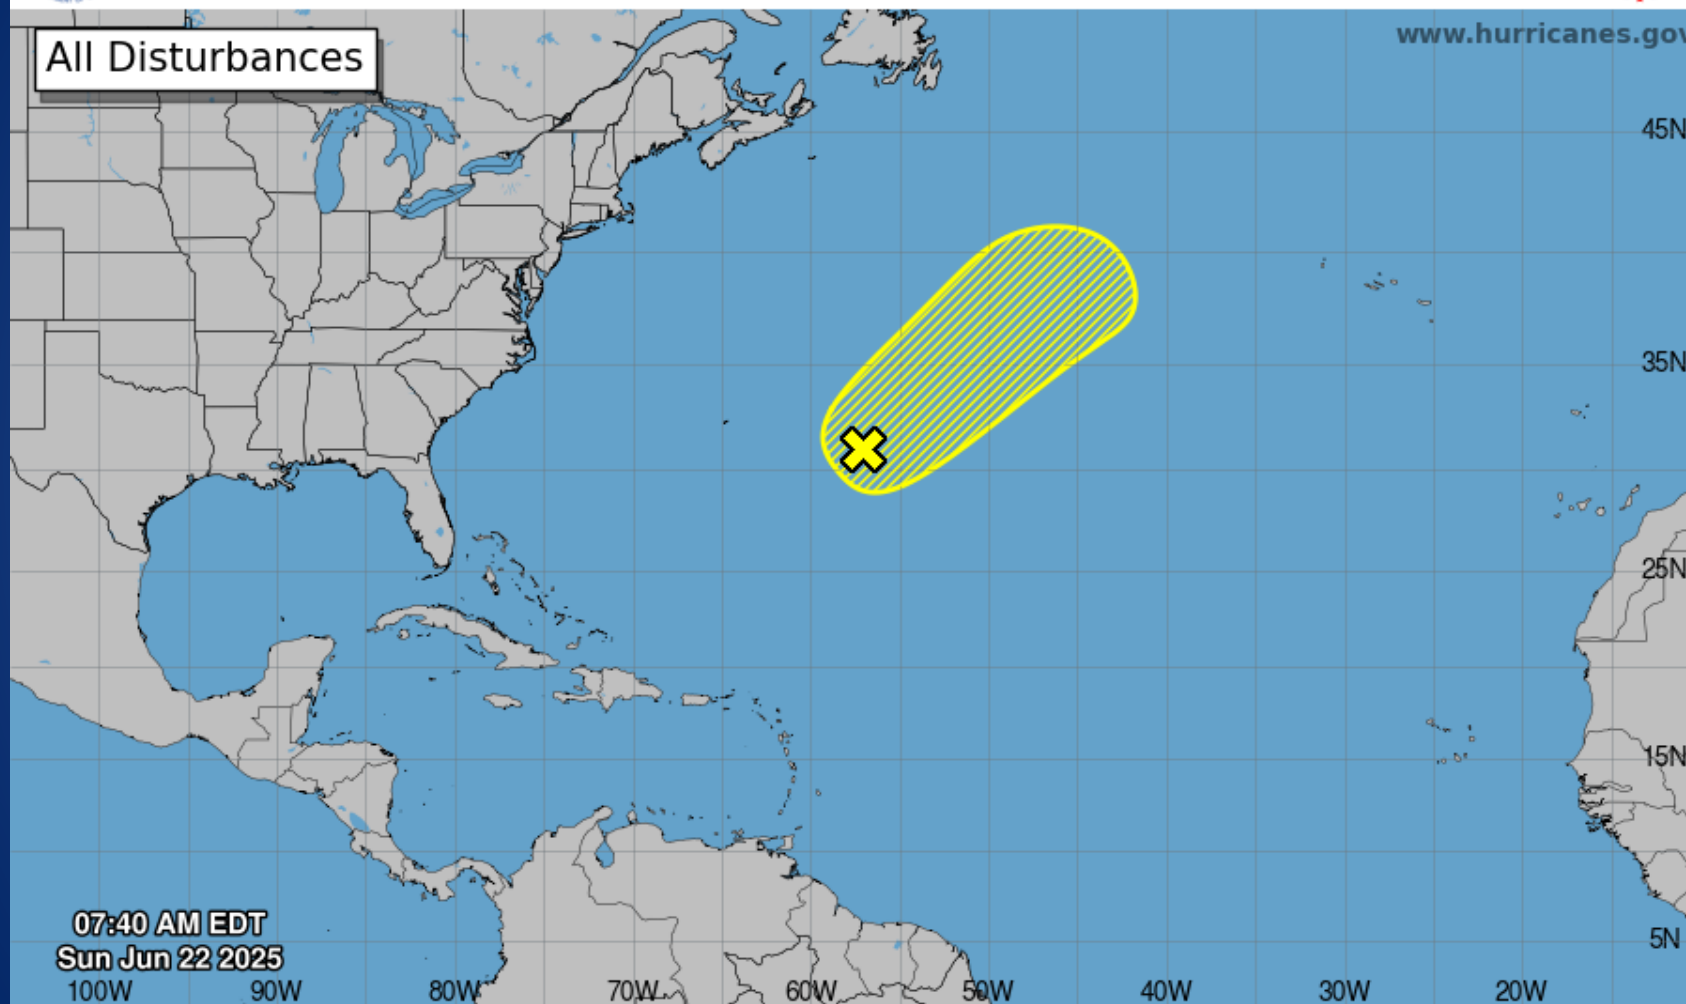 www.hurricanes.gov
All Disturbances
45N
35N
25N
15N
07:40 AM EDT
Sun Jun 22 2025
5N
100W 90W 80W 70W 60W 50W 40W 30W 20W